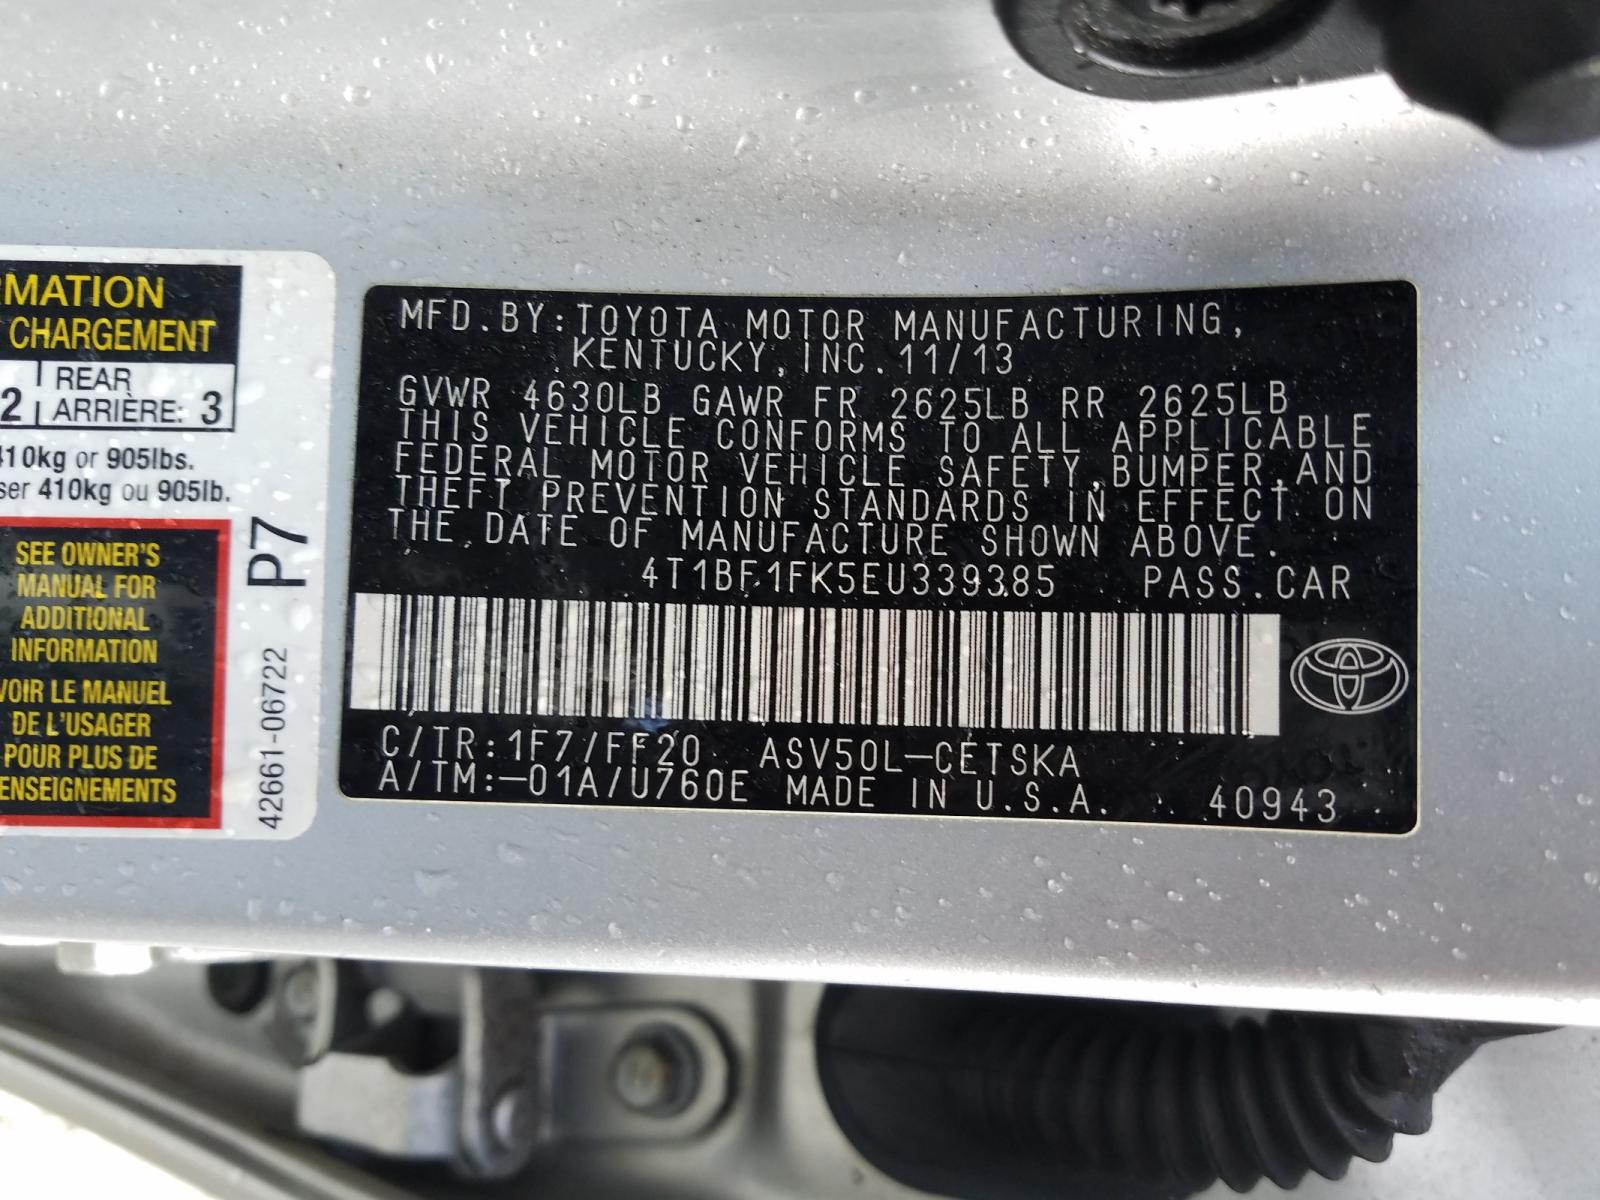 RMATION
CHARGEMENT
2 REAR
ARRIÈRE: 3
410kg or 905lbs.
ser 410kg ou 905lb.
SEE OWNER'S
MANUAL FOR
ADDITIONAL
INFORMATION
VOIR LE MANUEL
DE L'USAGER
POUR PLUS DE
ENSEIGNEMENTS
P7
42661-06722
MFD.BY:TOYOTA MOTOR MANUFACTURING,
KENTUCKY,INC.11/13
GVWR 4630LB GAWR FR 2625LB RR 2625LB
THIS VEHICLE CONFORMS TO ALL APPLICABLE
FEDERAL MOTOR VEHICLE SAFETY,BUMPER,AND
THEFT PREVENTION STANDARDS IN EFFECT ON
THE DATE OF MANUFACTURE SHOWN ABOVE.
4T1BF1FK5EU339385 PASS.CAR
C/TR:1F7/FF20 ASV50L-CETSKA
A/TM:-01A/U760E MADE IN U.S.A. 40943